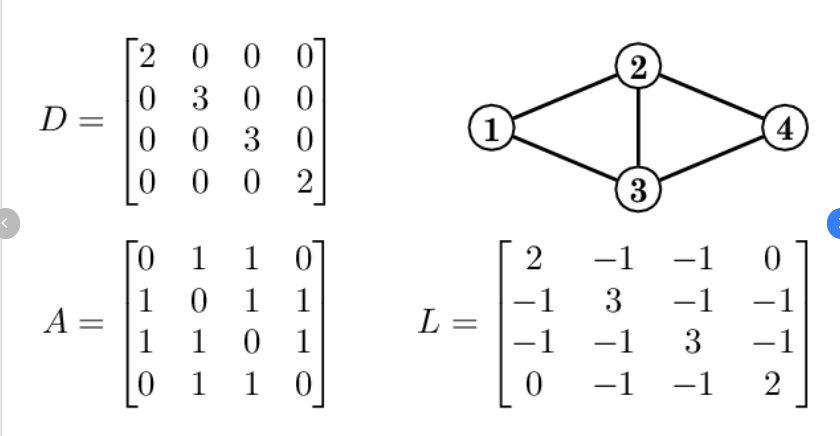 D = [2 0 0 0
0 3 0 0
0 0 3 0
0 0 0 2]
1 2 3 4
A = [0 1 1 0
1 0 1 1
1 1 0 1
0 1 1 0]
L = [2 −1 −1 0
−1 3 −1 −1
−1 −1 3 −1
0 −1 −1 2]